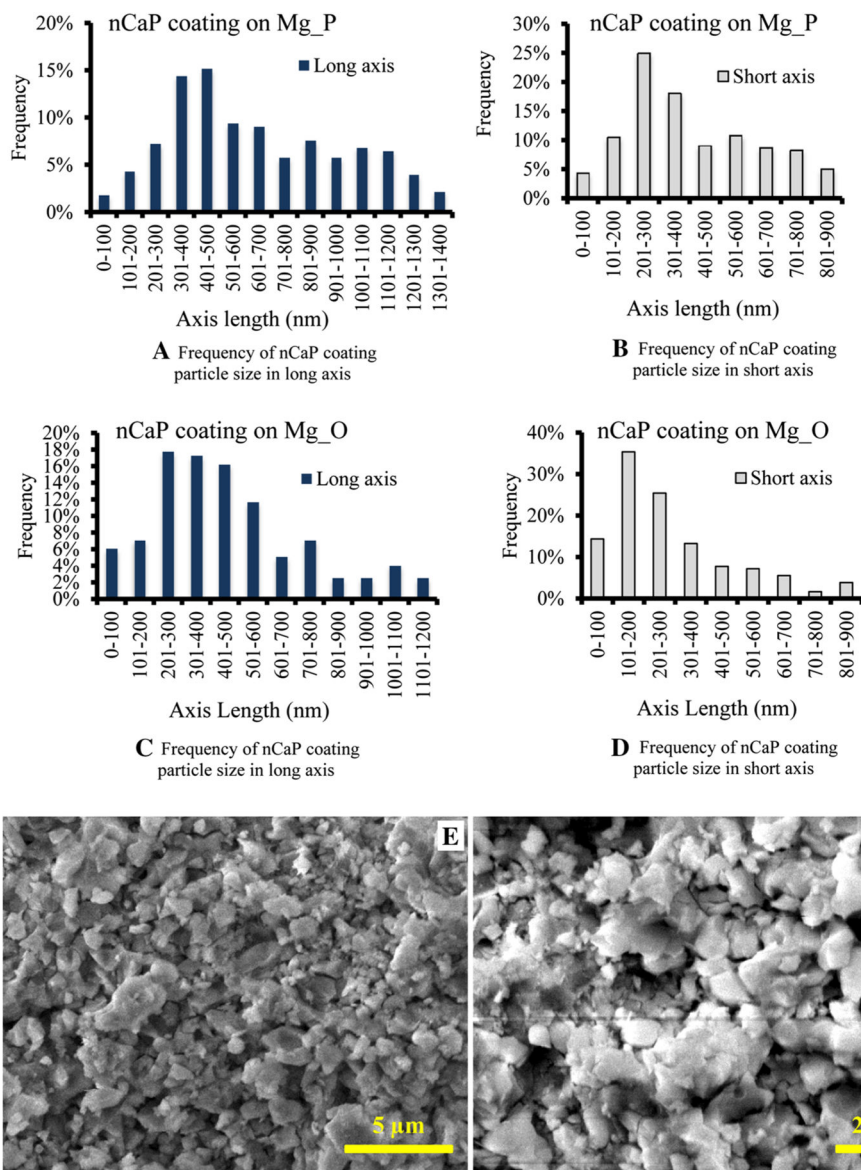 nCaP coating on Mg_P
20%
15%
10%
5%
0%
Frequency
Long axis
0-100
101-200
201-300
301-400
401-500
501-600
601-700
701-800
801-900
901-1000
1001-1100
1101-1200
1201-1300
1301-1400
Axis length (nm)
A Frequency of nCaP coating
particle size in long axis
nCaP coating on Mg_P
30%
25%
20%
15%
10%
5%
0%
Frequency
Short axis
0-100
101-200
201-300
301-400
401-500
501-600
601-700
701-800
801-900
Axis length (nm)
B Frequency of nCaP coating
particle size in short axis
nCaP coating on Mg_O
20%
18%
16%
14%
12%
10%
8%
6%
4%
2%
0%
Frequency
Long axis
0-100
101-200
201-300
301-400
401-500
501-600
601-700
701-800
801-900
901-1000
1001-1100
1101-1200
Axis Length (nm)
C Frequency of nCaP coating
particle size in long axis
nCaP coating on Mg_O
40%
30%
20%
10%
0%
Frequency
Short axis
0-100
101-200
201-300
301-400
401-500
501-600
601-700
701-800
801-900
Axis Length (nm)
D Frequency of nCaP coating
particle size in short axis
E
5 µm
2